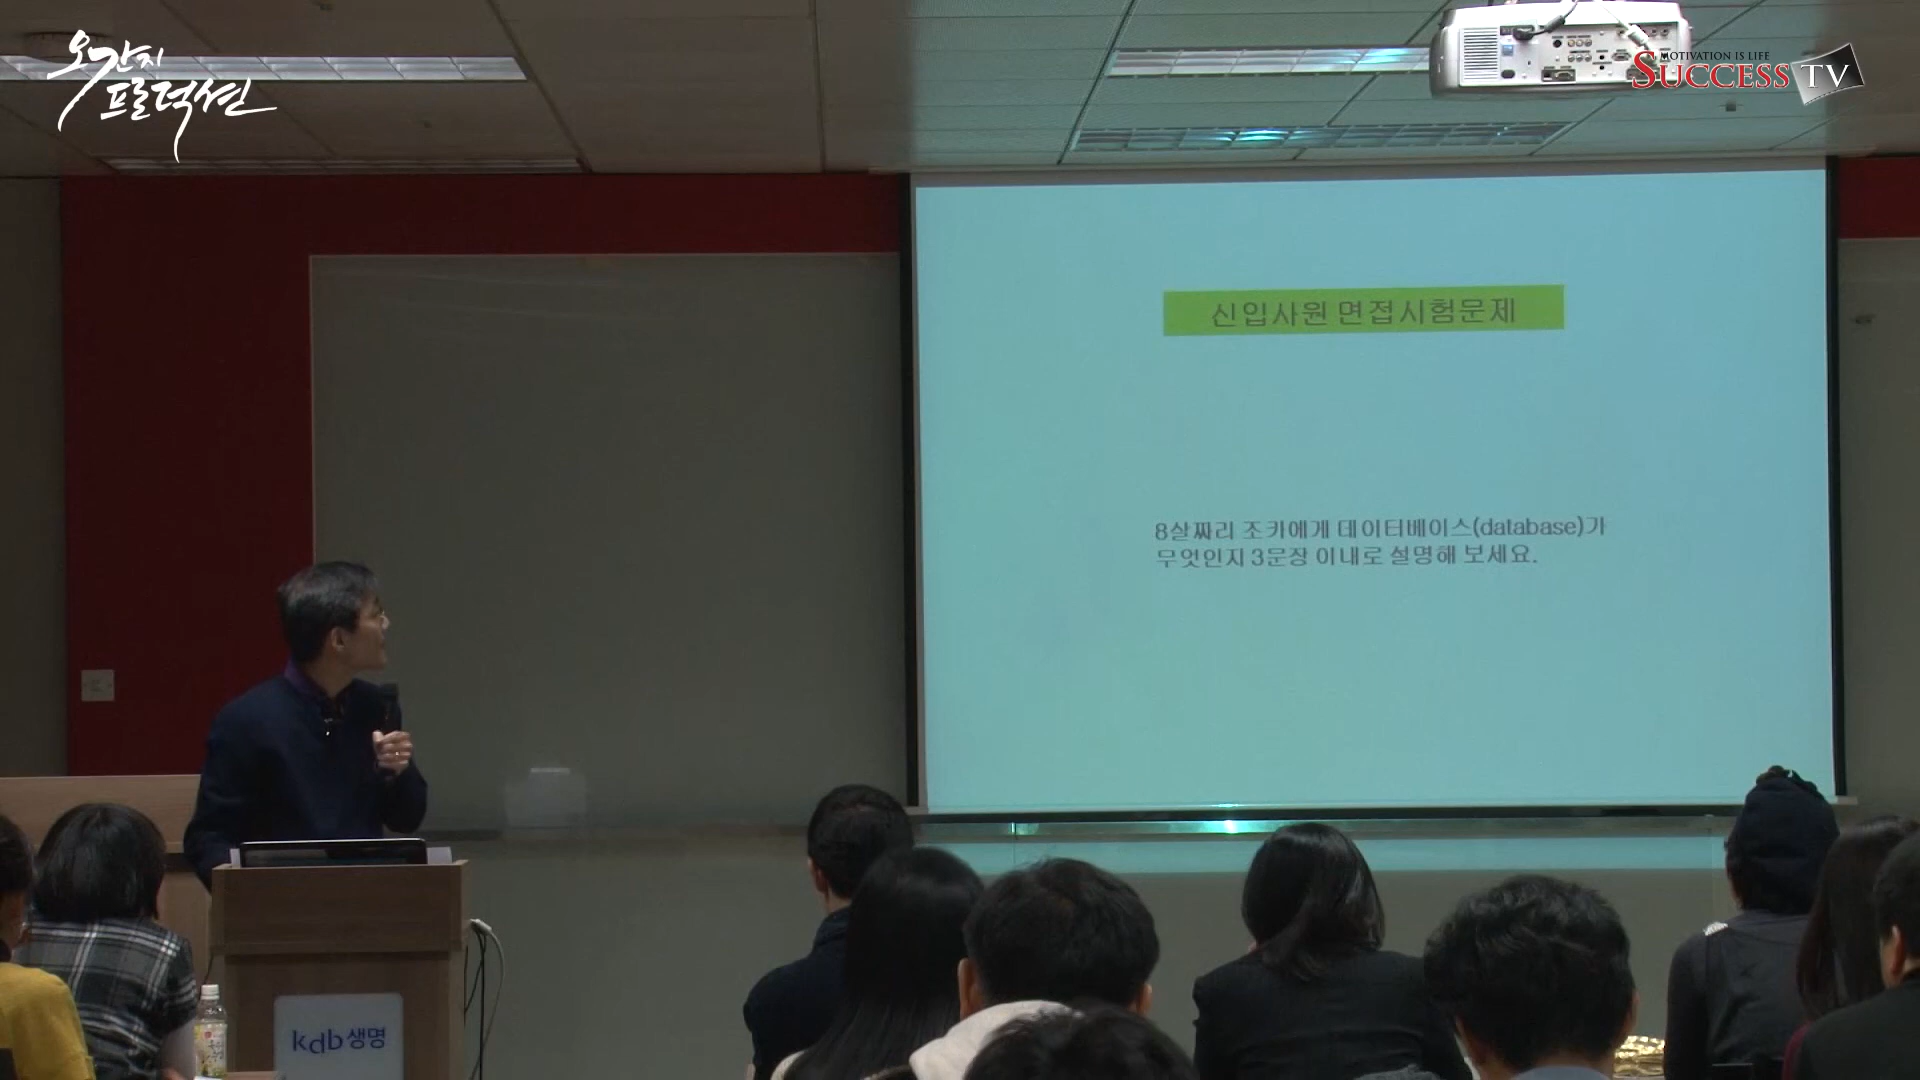 오간지
프로덕션
MOTIVATION IS LIFE
SUCCESS TV
신입사원 면접시험문제
8살짜리 조카에게 데이터베이스(database)가
무엇인지 3문장 이내로 설명해 보세요.
kdb생명